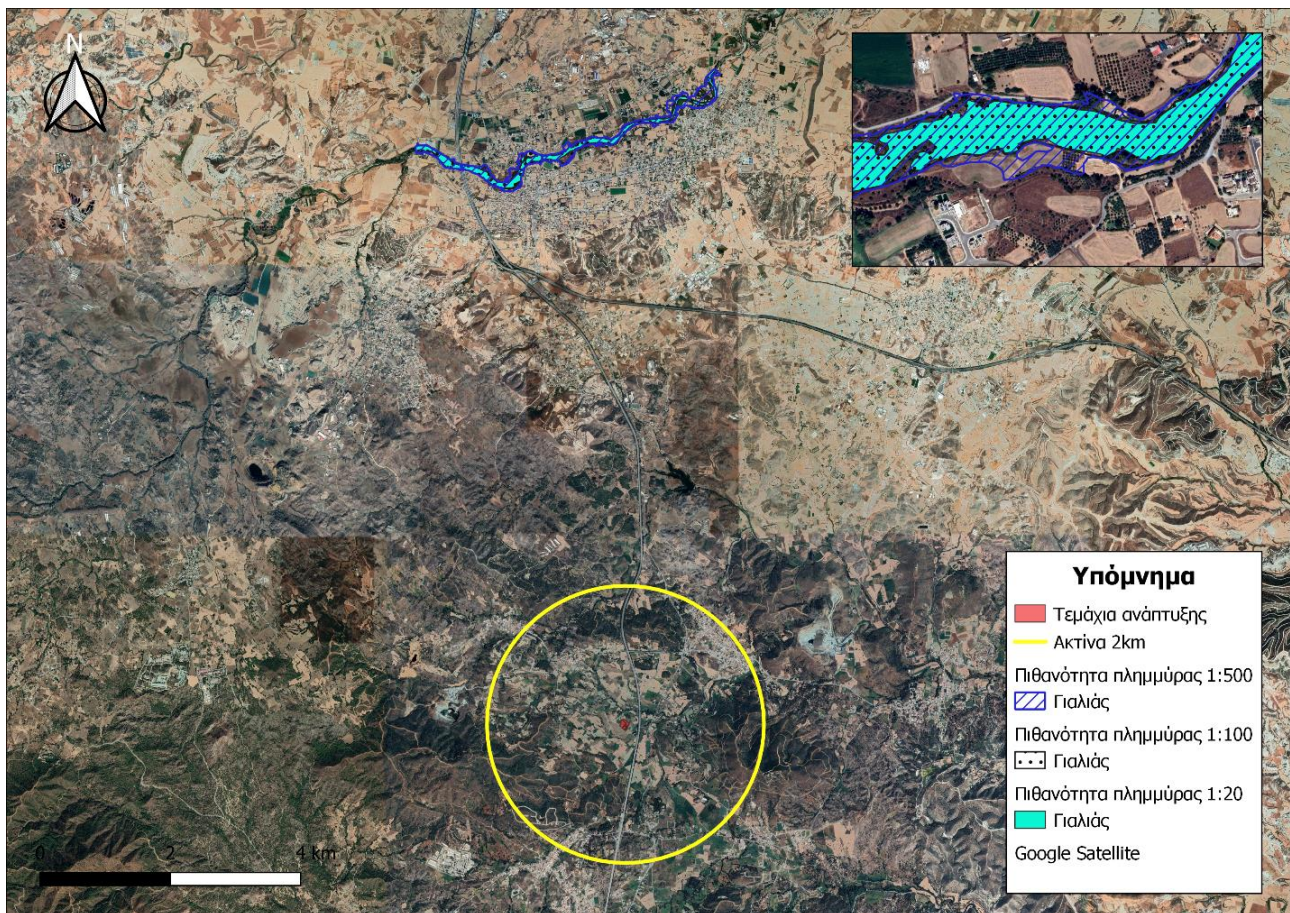 N
Υπόμνημα
Τεμάχια ανάπτυξης
Ακτίνα 2km
Πιθανότητα πλημμύρας 1:500
Γιαλιάς
Πιθανότητα πλημμύρας 1:100
Γιαλιάς
Πιθανότητα πλημμύρας 1:20
Γιαλιάς
Google Satellite
0 2 4 km